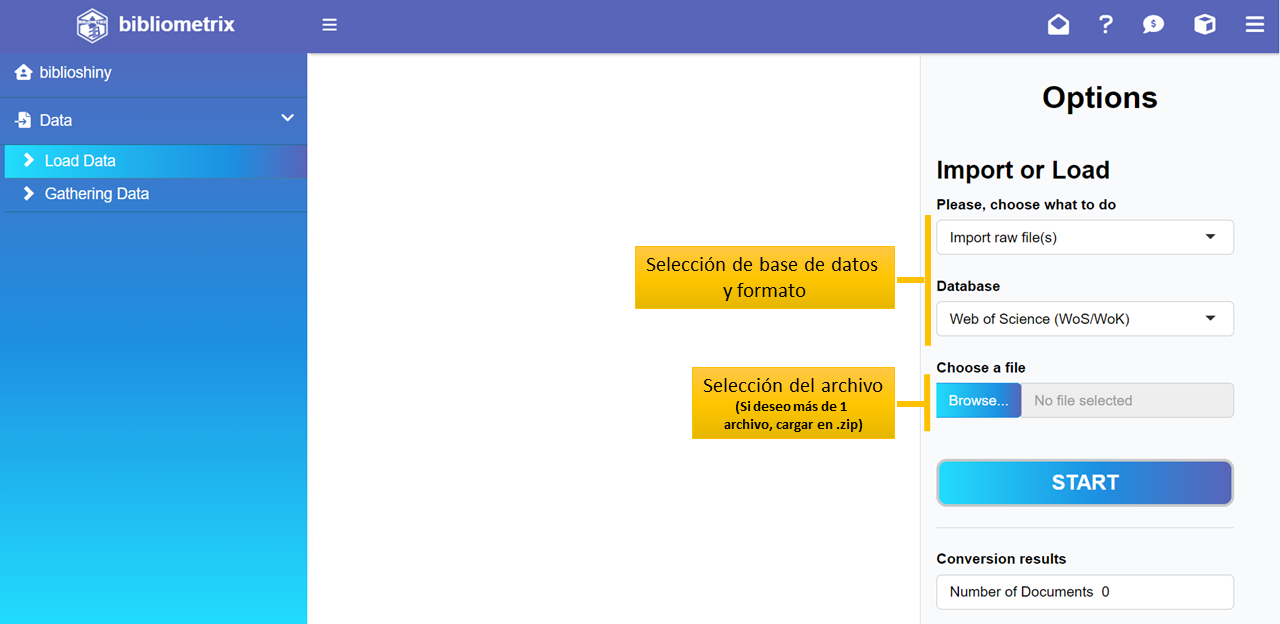 bibliometrix
biblioshiny
Data
Load Data
Gathering Data
Options
Import or Load
Please, choose what to do
Import raw file(s)
Selección de base de datos
y formato
Database
Web of Science (WoS/WoK)
Choose a file
Selección del archivo
(Si deseo más de 1
archivo, cargar en .zip)
Browse... No file selected
START
Conversion results
Number of Documents 0